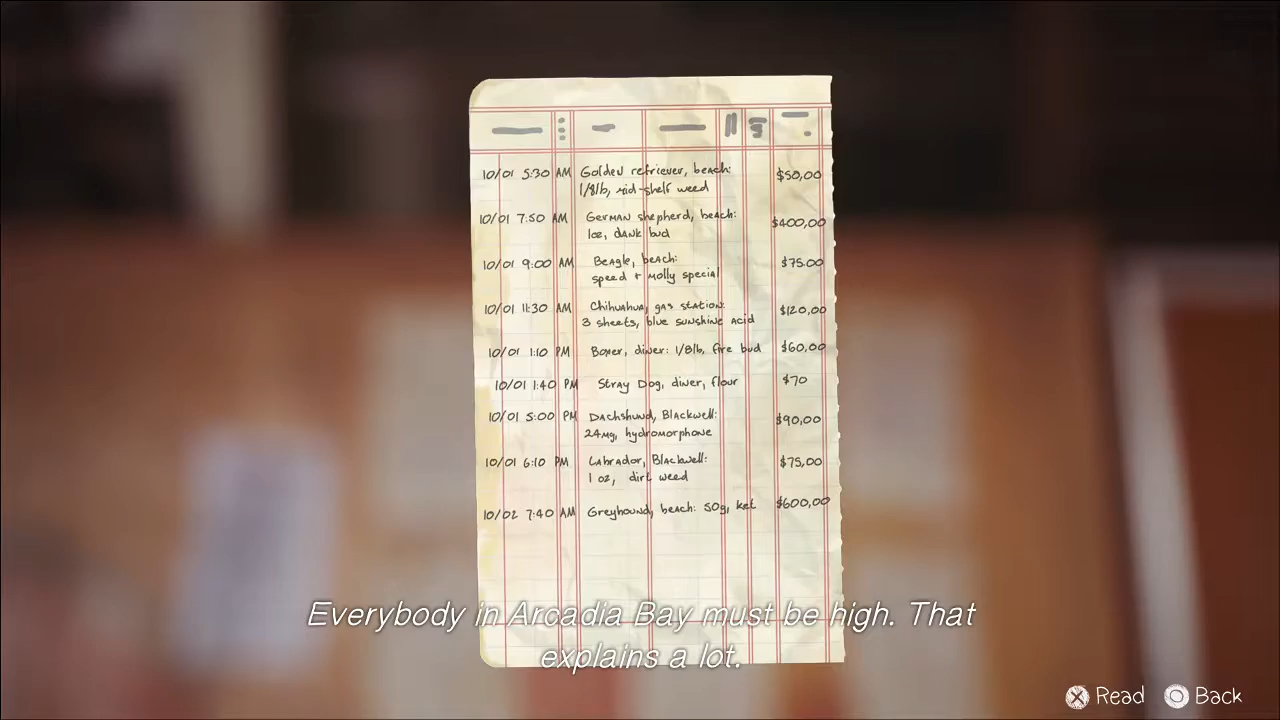 10/01 5:30 AM Golden retriever, beach: $50,00
1/8lb, mid-shelf weed
10/01 7:50 AM German shepherd, beach: $400,00
1oz, dank bud
10/01 9:00 AM Beagle, beach: $75.00
speed + Molly special
10/01 11:30 AM Chihuahua, gas station: $120,00
3 sheets, blue sunshine acid
10/01 1:10 PM Boxer, diner: 1/8lb, fire bud $60,00
10/01 1:40 PM Stray Dog, diner, flour $70
10/01 5:00 PM Dachshund, Blackwell: $90,00
24mg, hydromorphone
10/01 6:10 PM Labrador, Blackwell: $75,00
1 oz, dirt weed
10/02 7:40 AM Greyhound, beach: 50g, ket $600,00
Everybody in Arcadia Bay must be high. That
explains a lot.
Read Back